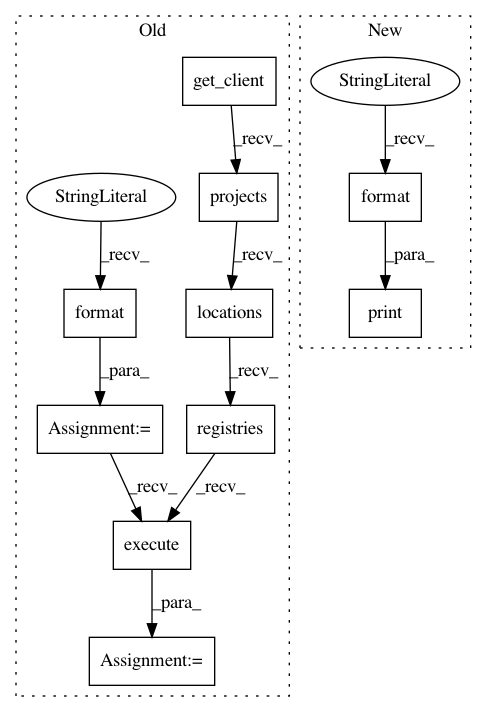 Old
New
get_client
StringLiteral
_recv_
_recv_
StringLiteral
projects
format
_recv_
_recv_
_para_
format
locations
print
_para_
_recv_
Assignment:=
registries
_recv_
_recv_
execute
_para_
Assignment:=